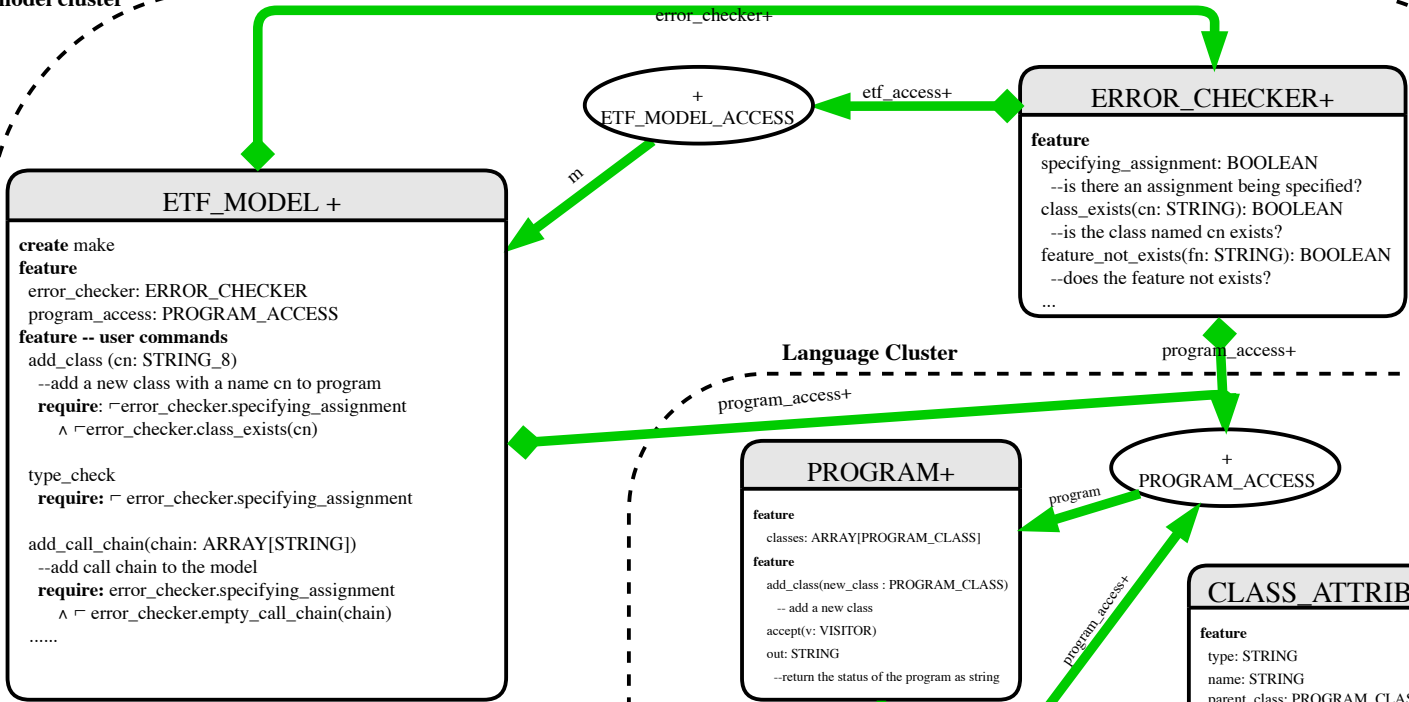 model cluster
error_checker+
+
ETF_MODEL_ACCESS
etf_access+
m
ERROR_CHECKER+
feature
specifying_assignment: BOOLEAN
--is there an assignment being specified?
class_exists(cn: STRING): BOOLEAN
--is the class named cn exists?
feature_not_exists(fn: STRING): BOOLEAN
--does the feature not exists?
...
ETF_MODEL +
create make
feature
error_checker: ERROR_CHECKER
program_access: PROGRAM_ACCESS
feature -- user commands
add_class (cn: STRING_8)
--add a new class with a name cn to program
require: ⌐error_checker.specifying_assignment
∧ ⌐error_checker.class_exists(cn)
type_check
require: ⌐ error_checker.specifying_assignment
add_call_chain(chain: ARRAY[STRING])
--add call chain to the model
require: error_checker.specifying_assignment
∧ ⌐ error_checker.empty_call_chain(chain)
......
Language Cluster
program_access+
program_access+
+
PROGRAM_ACCESS
program
PROGRAM+
feature
classes: ARRAY[PROGRAM_CLASS]
feature
add_class(new_class : PROGRAM_CLASS)
-- add a new class
accept(v: VISITOR)
out: STRING
--return the status of the program as string
program_access+
CLASS_ATTRIB
feature
type: STRING
name: STRING
parent_class: PROGRAM_CLAS